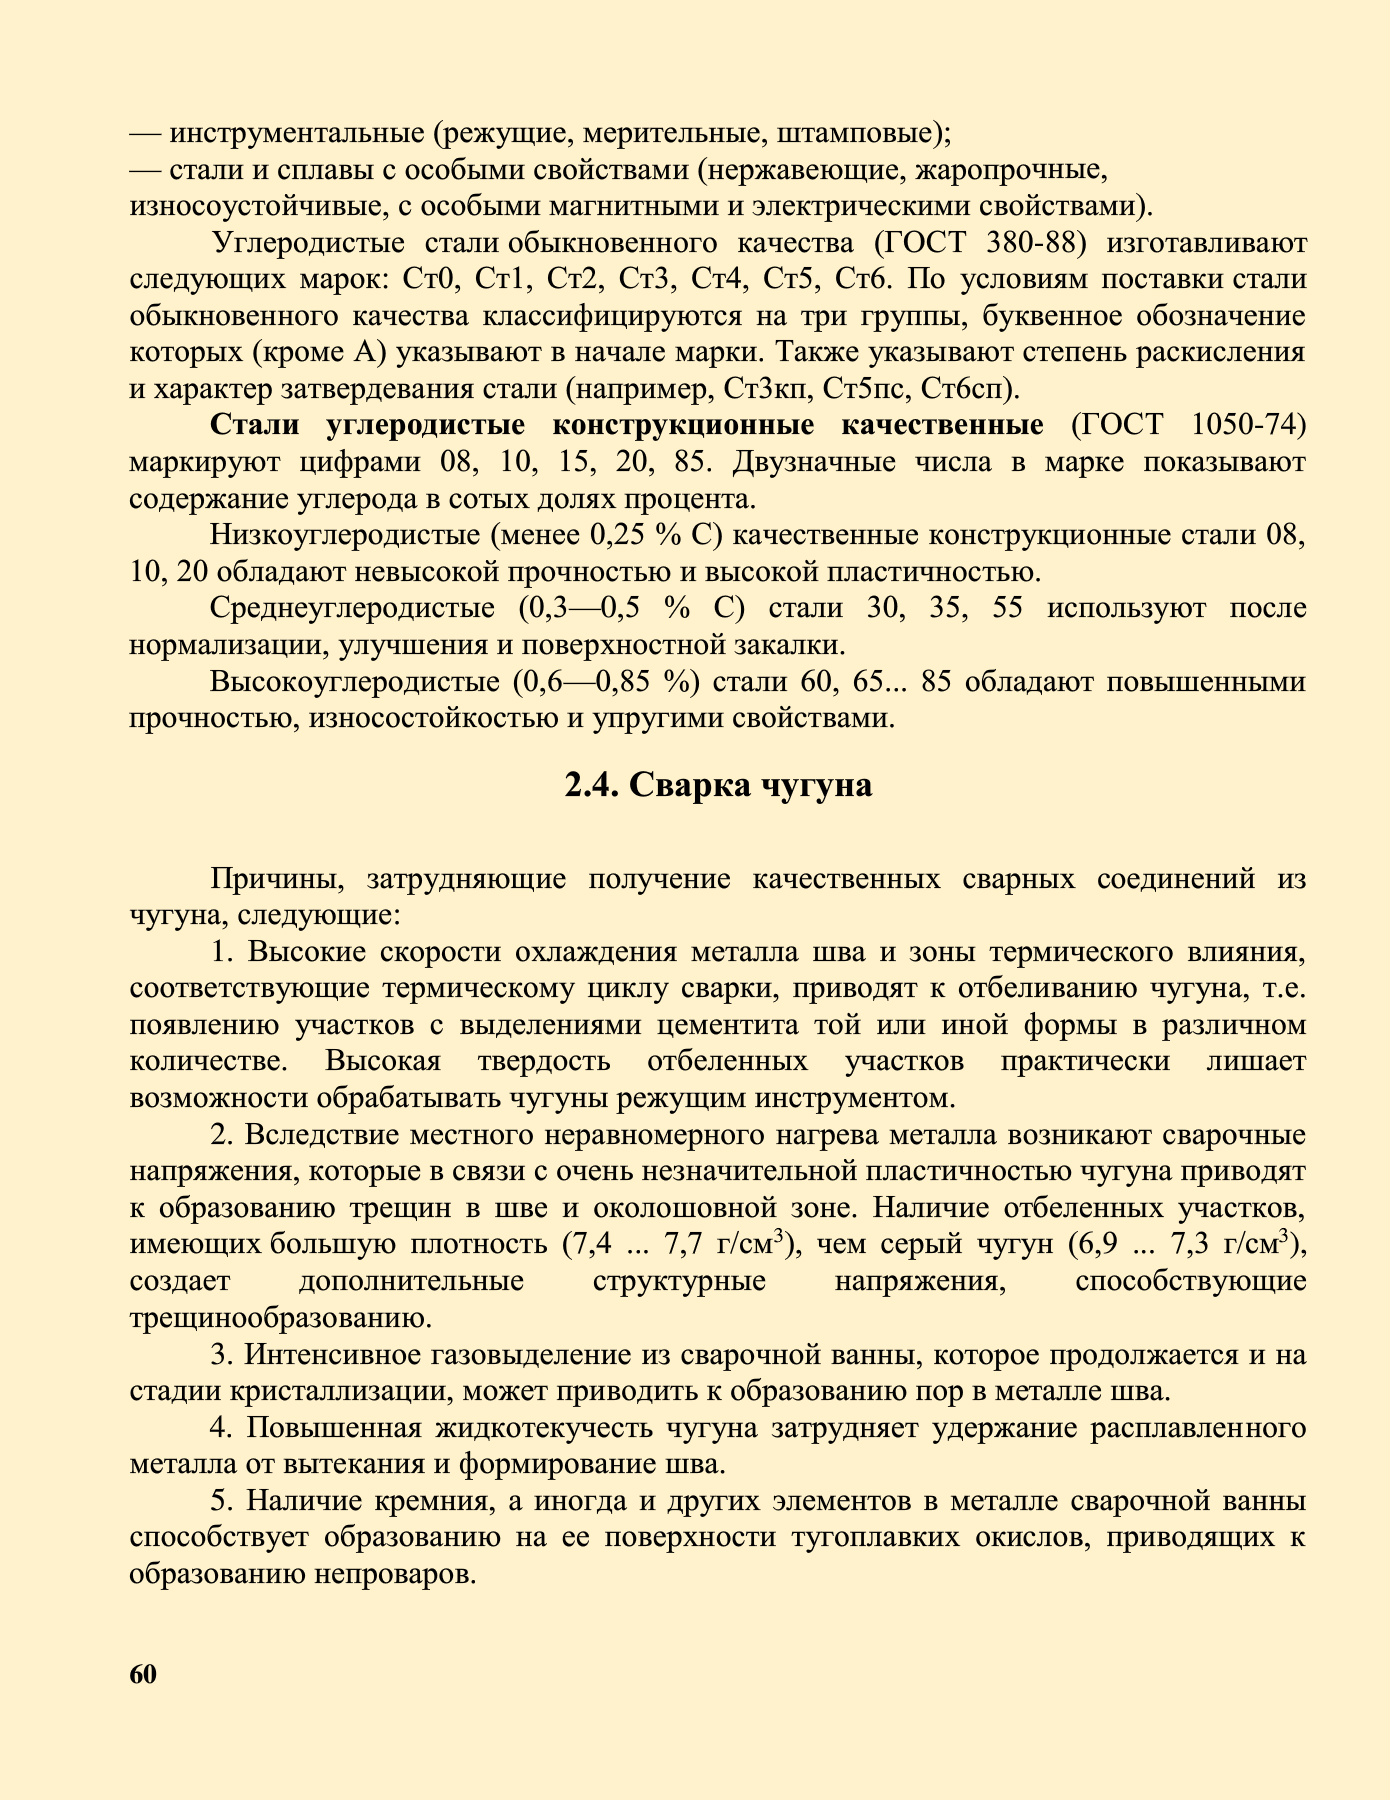 — инструментальные (режущие, мерительные, штамповые);
— стали и сплавы с особыми свойствами (нержавеющие, жаропрочные,
износоустойчивые, с особыми магнитными и электрическими свойствами).
Углеродистые стали обыкновенного качества (ГОСТ 380-88) изготавливают
следующих марок: Ст0, Ст1, Ст2, Ст3, Ст4, Ст5, Ст6. По условиям поставки стали
обыкновенного качества классифицируются на три группы, буквенное обозначение
которых (кроме А) указывают в начале марки. Также указывают степень раскисления
и характер затвердевания стали (например, Ст3кп, Ст5пс, Ст6сп).
Стали углеродистые конструкционные качественные (ГОСТ 1050-74)
маркируют цифрами 08, 10, 15, 20, 85. Двузначные числа в марке показывают
содержание углерода в сотых долях процента.
Низкоуглеродистые (менее 0,25 % С) качественные конструкционные стали 08,
10, 20 обладают невысокой прочностью и высокой пластичностью.
Среднеуглеродистые (0,3—0,5 % С) стали 30, 35, 55 используют после
нормализации, улучшения и поверхностной закалки.
Высокоуглеродистые (0,6—0,85 %) стали 60, 65... 85 обладают повышенными
прочностью, износостойкостью и упругими свойствами.
2.4. Сварка чугуна
Причины, затрудняющие получение качественных сварных соединений из
чугуна, следующие:
1. Высокие скорости охлаждения металла шва и зоны термического влияния,
соответствующие термическому циклу сварки, приводят к отбеливанию чугуна, т.е.
появлению участков с выделениями цементита той или иной формы в различном
количестве. Высокая твердость отбеленных участков практически лишает
возможности обрабатывать чугуны режущим инструментом.
2. Вследствие местного неравномерного нагрева металла возникают сварочные
напряжения, которые в связи с очень незначительной пластичностью чугуна приводят
к образованию трещин в шве и околошовной зоне. Наличие отбеленных участков,
имеющих большую плотность (7,4 ... 7,7 г/см³), чем серый чугун (6,9 ... 7,3 г/см³),
создает дополнительные структурные напряжения, способствующие
трещинообразованию.
3. Интенсивное газовыделение из сварочной ванны, которое продолжается и на
стадии кристаллизации, может приводить к образованию пор в металле шва.
4. Повышенная жидкотекучесть чугуна затрудняет удержание расплавленного
металла от вытекания и формирование шва.
5. Наличие кремния, а иногда и других элементов в металле сварочной ванны
способствует образованию на ее поверхности тугоплавких окислов, приводящих к
образованию непроваров.
60